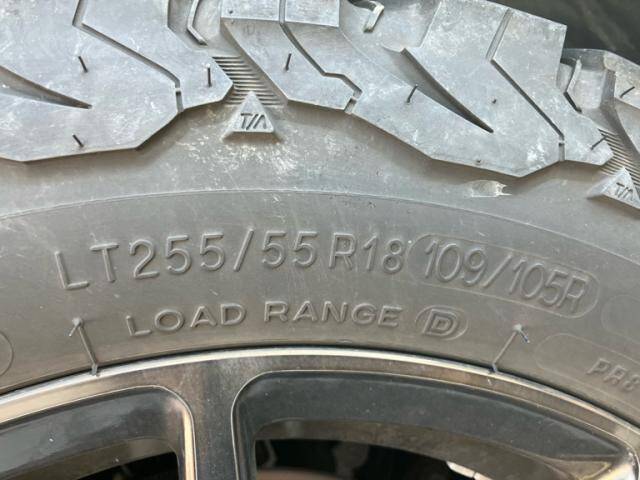 T/A
T/A
LT255/55R18 109/105R
LOAD RANGE D
PR8